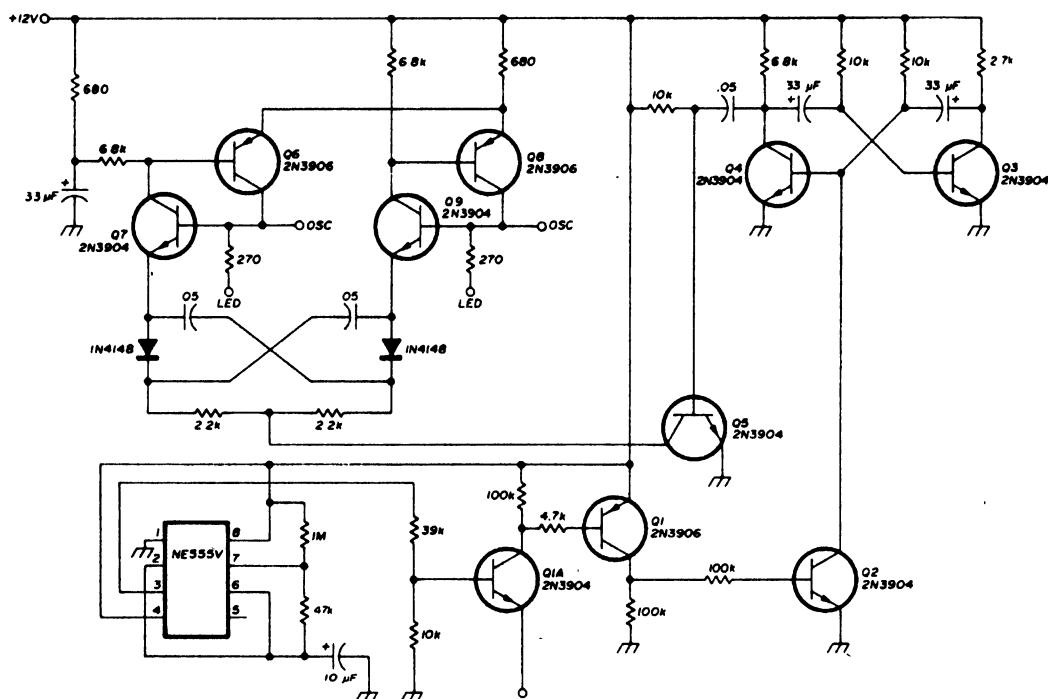 +12V
680
6.8k
680
6.8k
10k
10k
2.7k
10k
.05
33 µF
33 µF
6.8k
Q6
2N3906
Q8
2N3906
Q4
2N3904
Q3
2N3904
33 µF
Q7
2N3904
OSC
Q9
2N3904
OSC
270
LED
270
LED
05
05
1N4148
1N4148
2.2k
2.2k
Q5
2N3904
100k
4.7k
Q1
2N3906
1
8
NE555V
2
7
3
6
4
5
1M
39k
47k
10k
10 µF
Q1A
2N3904
100k
100k
Q2
2N3904